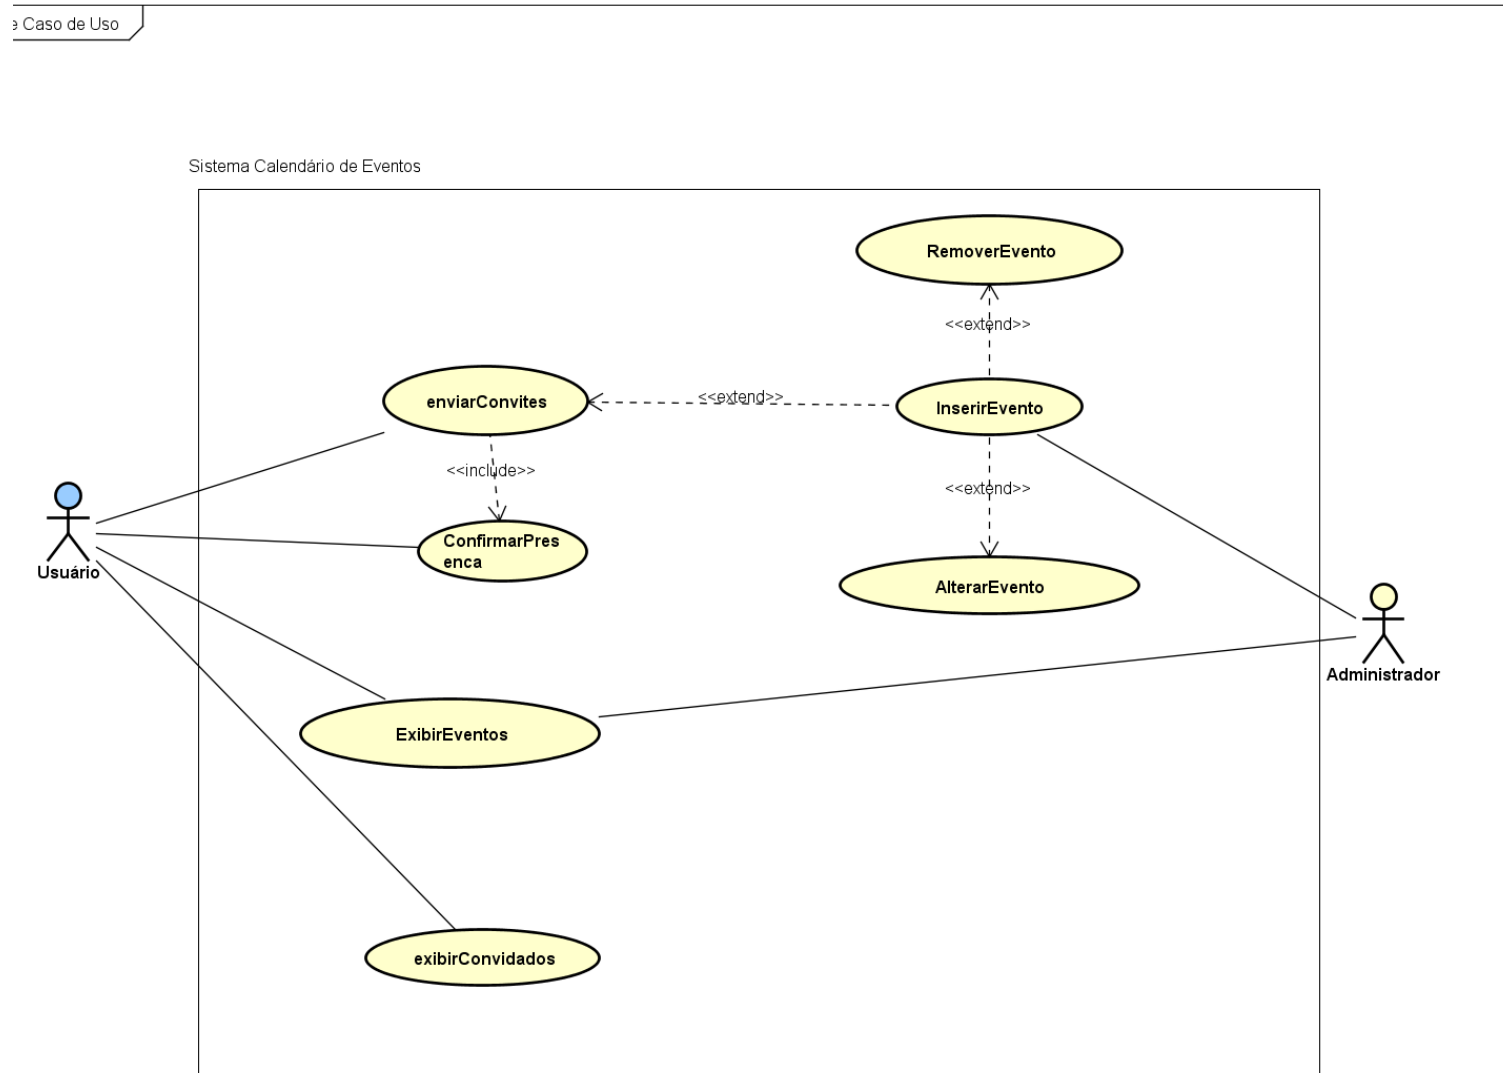 e Caso de Uso
Sistema Calendário de Eventos
RemoverEvento
<<extend>>
enviarConvites
<<extend>>
InserirEvento
<<include>>
<<extend>>
ConfirmarPres
enca
Usuário
AlterarEvento
Administrador
ExibirEventos
exibirConvidados